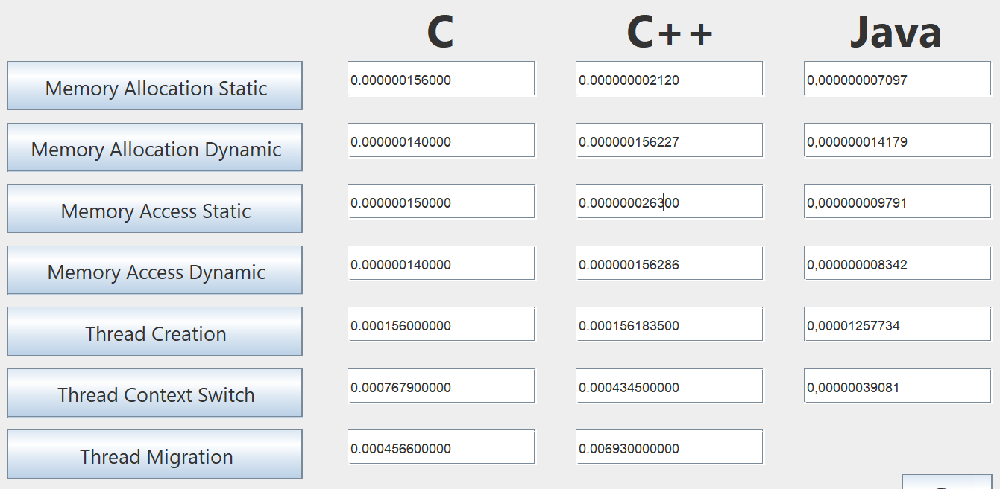 C C++ Java
Memory Allocation Static 0.000000156000 0.000000002120 0,000000007097
Memory Allocation Dynamic 0.000000140000 0.000000156227 0,000000014179
Memory Access Static 0.000000150000 0.000000026300 0,000000009791
Memory Access Dynamic 0.000000140000 0.000000156286 0,000000008342
Thread Creation 0.000156000000 0.000156183500 0,00001257734
Thread Context Switch 0.000767900000 0.000434500000 0,00000039081
Thread Migration 0.000456600000 0.006930000000